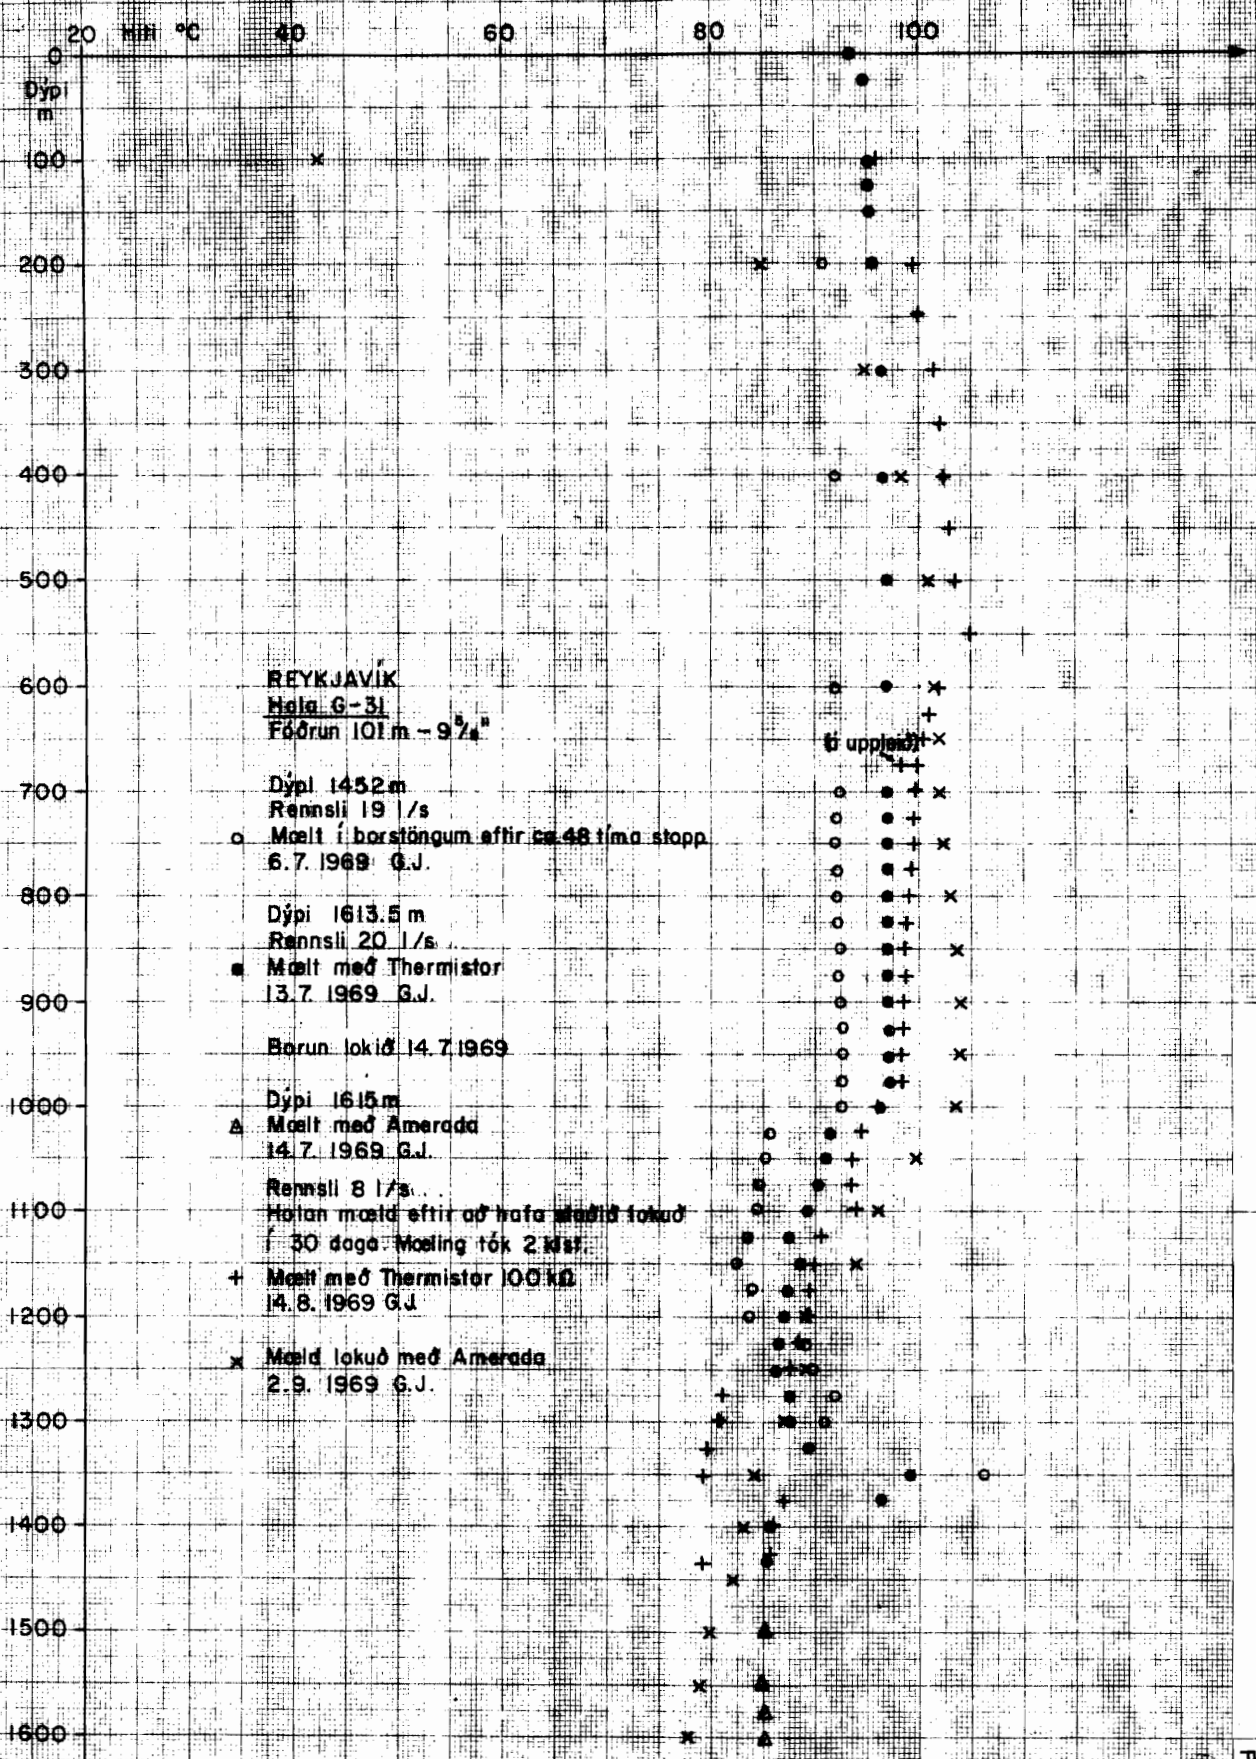 20 Hiti °C 40 60 80 100
0
Dýpi
m
100
200
300
400
500
600
REYKJAVÍK
Hola G-31
Fóðrun 101 m - 9 5/8"
(á uppleið)
700
Dýpi 1452 m
Rennsli 19 l/s
o Mælt í borstöngum eftir ca 48 tíma stopp
6.7. 1969 G.J.
800
Dýpi 1613.5 m
Rennsli 20 l/s
● Mælt með Thermistor
13.7. 1969 G.J.
900
Borun lokið 14.7.1969
1000
Dýpi 1615 m
△ Mælt með Amerada
14.7. 1969 G.J.
Rennsli 8 l/s
1100
Holan mæld eftir að hafa staðið lokuð
í 30 daga. Mæling tók 2 klst.
+ Mælt með Thermistor 100 kΩ
14.8. 1969 G.J.
1200
x Mæld lokuð með Amerada
2.9. 1969 G.J.
1300
1400
1500
1600